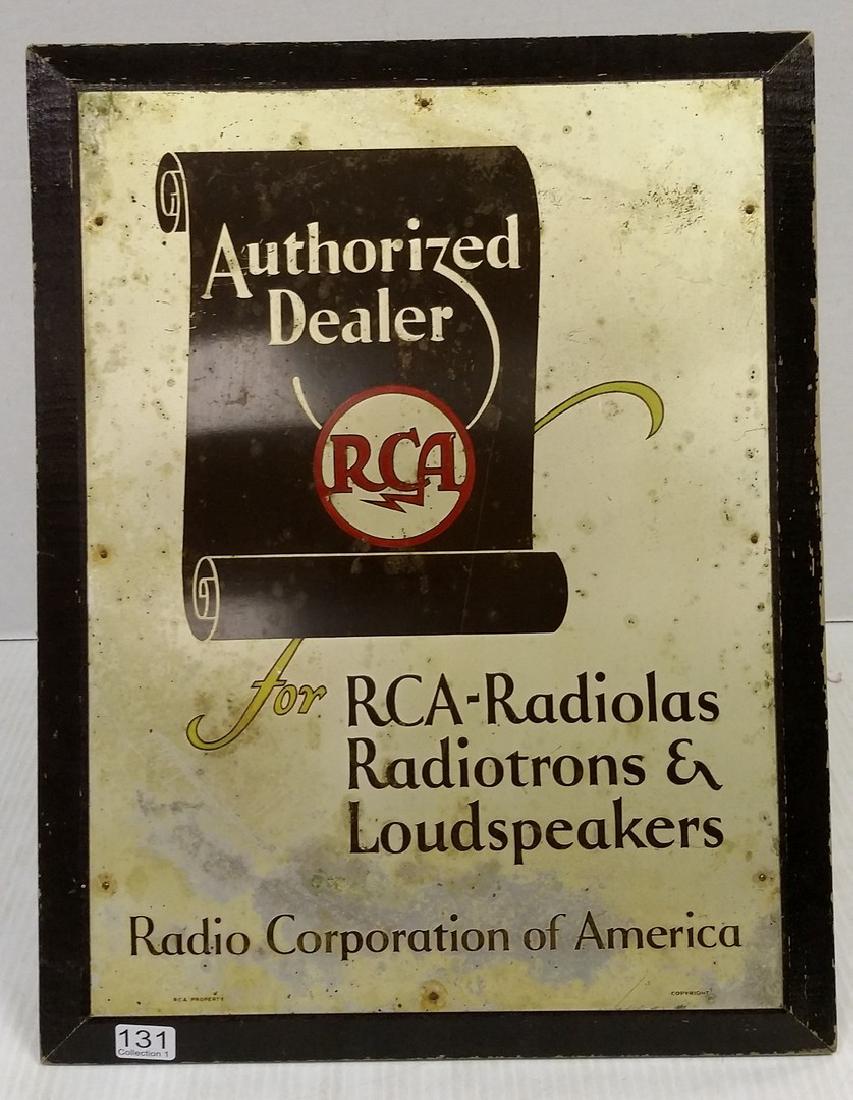 Authorized
Dealer
RCA
for RCA-Radiolas
Radiotrons &
Loudspeakers
Radio Corporation of America
RCA PROPERTY
COPYRIGHT
131
Collection 1